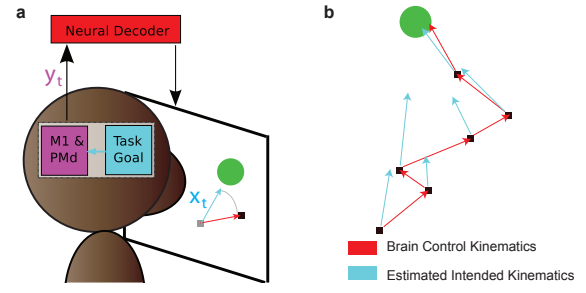 a
Neural Decoder
y_t
M1 &
PMd
Task
Goal
x_t
b
Brain Control Kinematics
Estimated Intended Kinematics